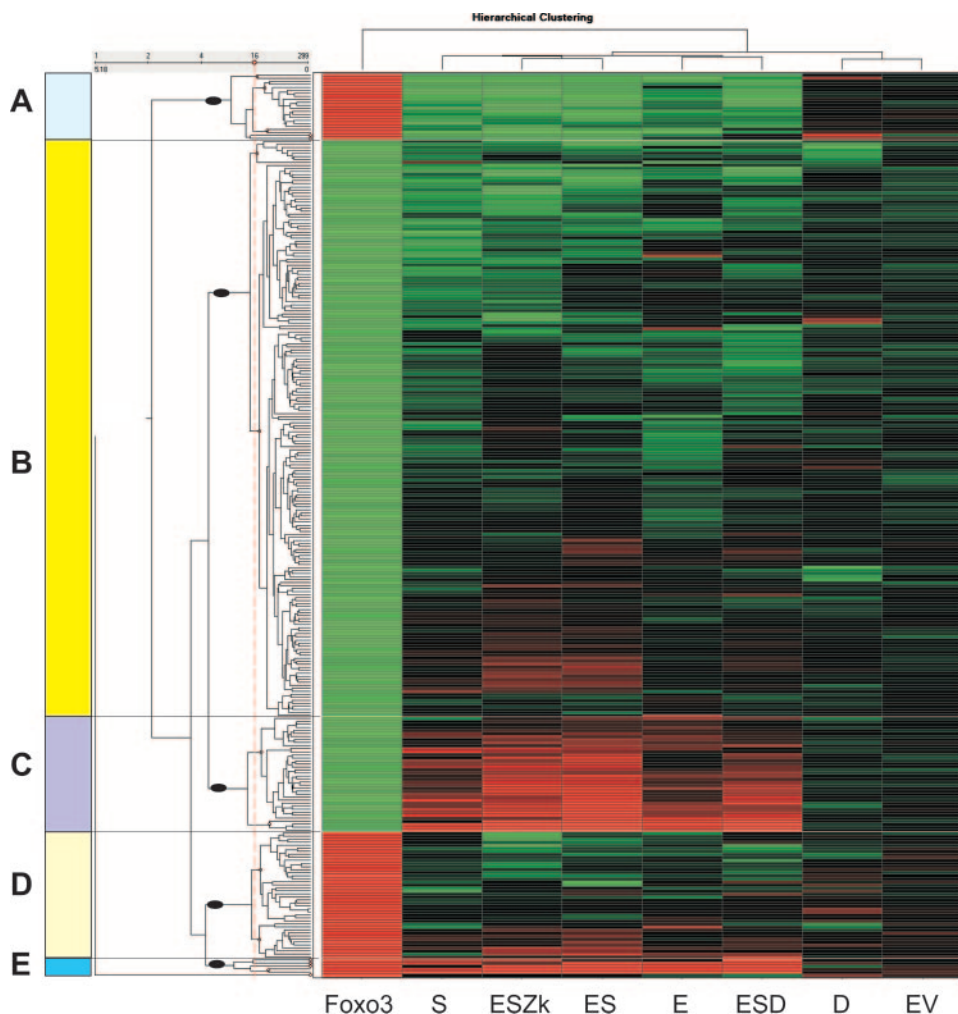 Hierarchical Clustering
1 2 4 16 299
518 0
A
B
C
D
E
Foxo3 S ESZk ES E ESD D EV